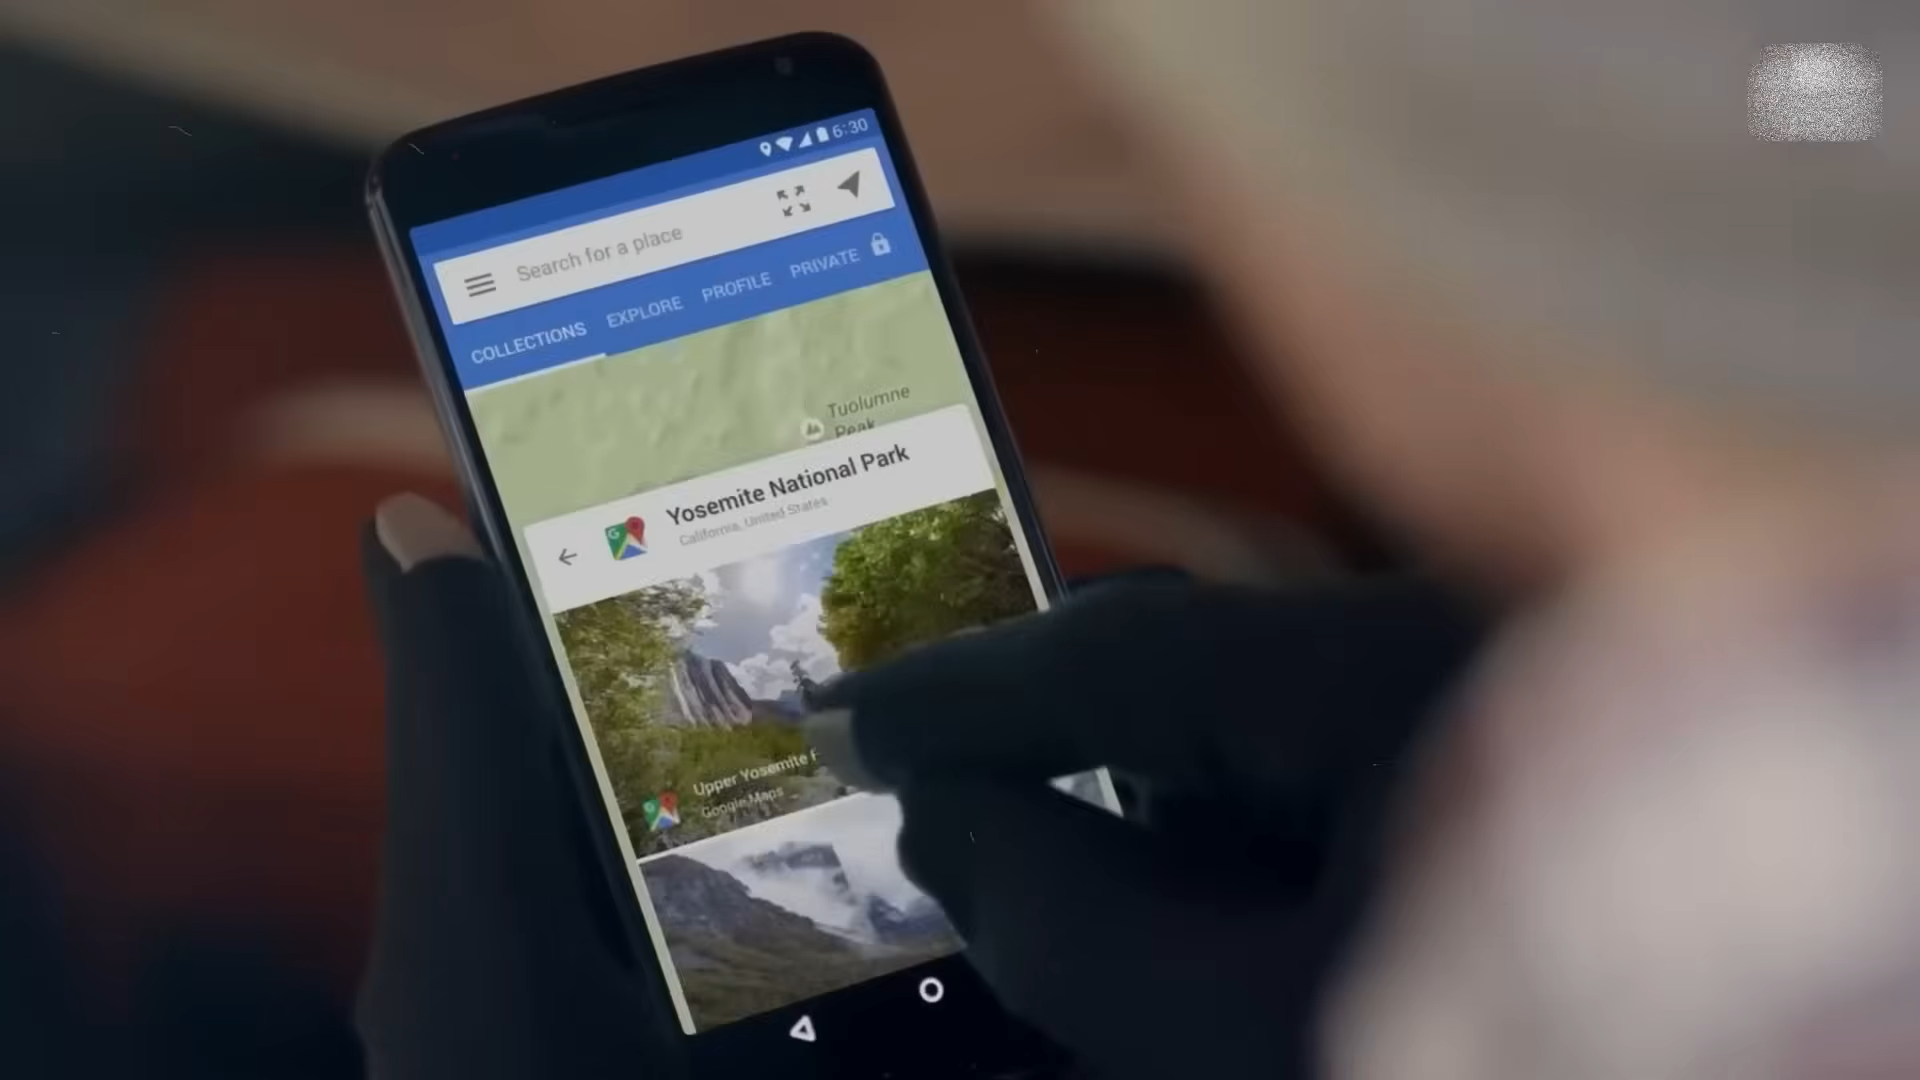 6:30
Search for a place
COLLECTIONS EXPLORE PROFILE PRIVATE
Tuolumne
Peak
Yosemite National Park
California, United States
Upper Yosemite F
Google Maps